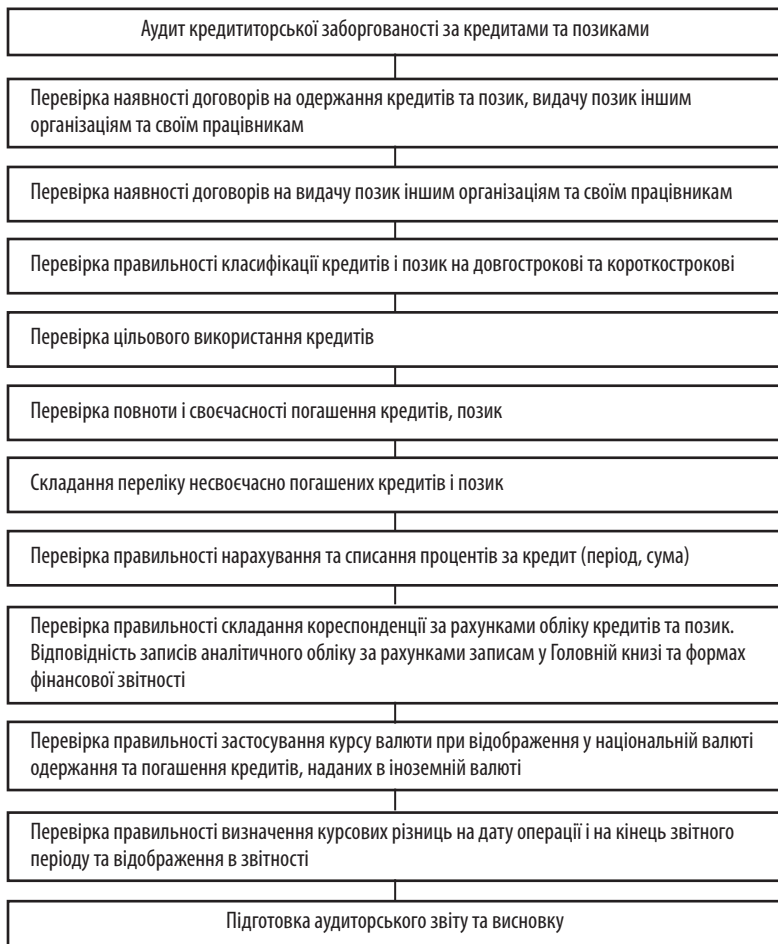 Аудит кредититорської заборгованості за кредитами та позиками
Перевірка наявності договорів на одержання кредитів та позик, видачу позик іншим
організаціям та своїм працівникам
Перевірка наявності договорів на видачу позик іншим організаціям та своїм працівникам
Перевірка правильності класифікації кредитів і позик на довгострокові та короткострокові
Перевірка цільового використання кредитів
Перевірка повноти і своєчасності погашення кредитів, позик
Складання переліку несвоєчасно погашених кредитів і позик
Перевірка правильності нарахування та списання процентів за кредит (період, сума)
Перевірка правильності складання кореспонденції за рахунками обліку кредитів та позик.
Відповідність записів аналітичного обліку за рахунками записам у Головній книзі та формах
фінансової звітності
Перевірка правильності застосування курсу валюти при відображення у національній валюті
одержання та погашення кредитів, наданих в іноземній валюті
Перевірка правильності визначення курсових різниць на дату операції і на кінець звітного
періоду та відображення в звітності
Підготовка аудиторського звіту та висновку